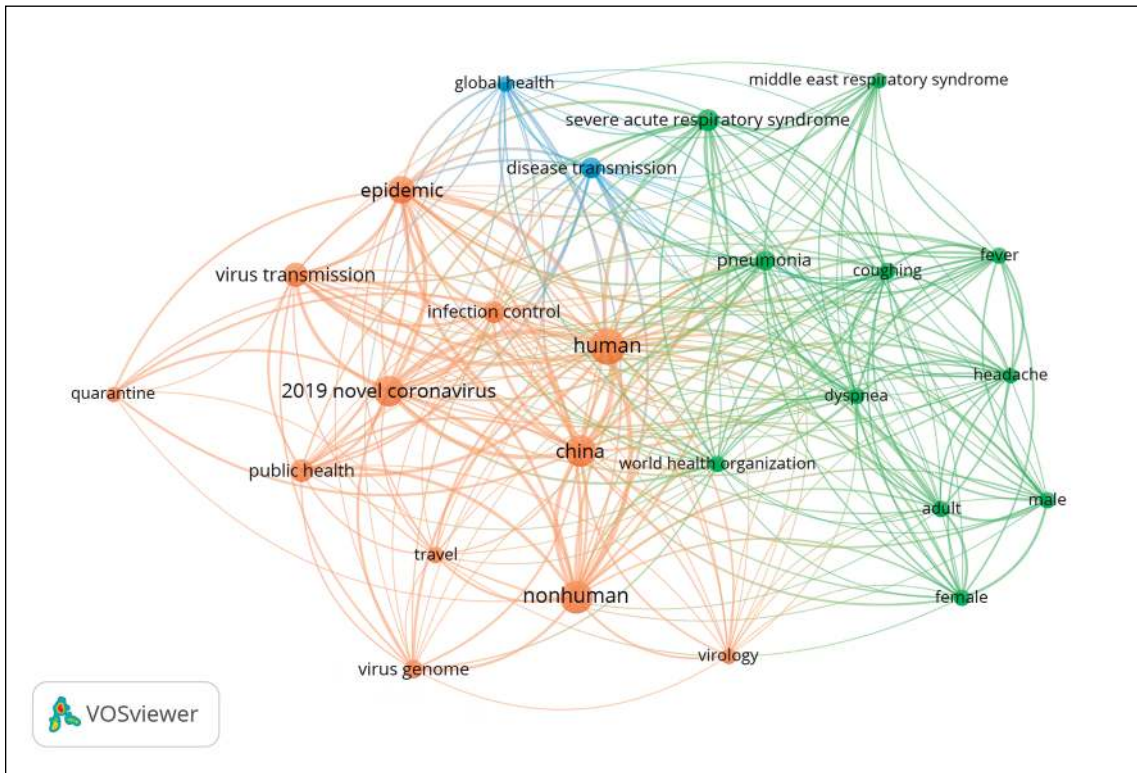 global health
middle east respiratory syndrome
severe acute respiratory syndrome
disease transmission
epidemic
pneumonia
fever
coughing
virus transmission
infection control
human
headache
quarantine
2019 novel coronavirus
dyspnea
china
world health organization
public health
male
adult
travel
nonhuman
female
virology
virus genome
VOSviewer